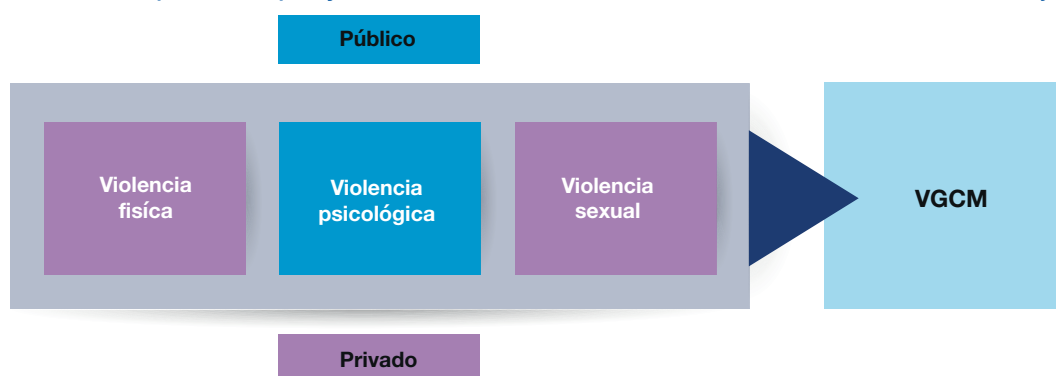 Público
Violencia
fisíca
Violencia
psicológica
Violencia
sexual
VGCM
Privado